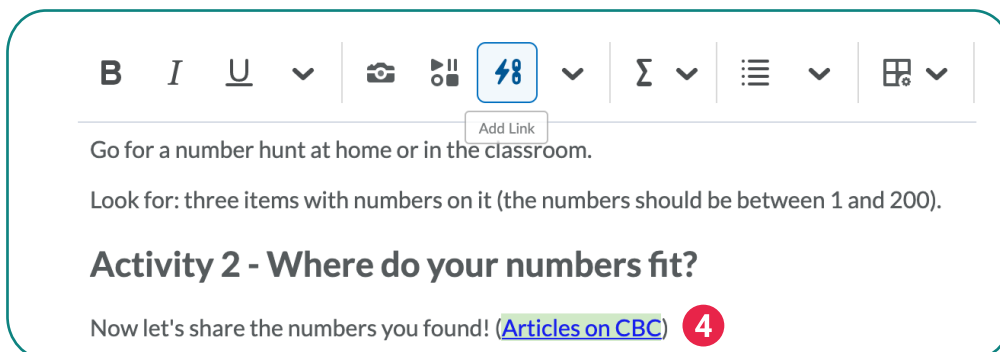 B I U Σ
Add Link
Go for a number hunt at home or in the classroom.
Look for: three items with numbers on it (the numbers should be between 1 and 200).
Activity 2 - Where do your numbers fit?
Now let's share the numbers you found! (Articles on CBC) 4